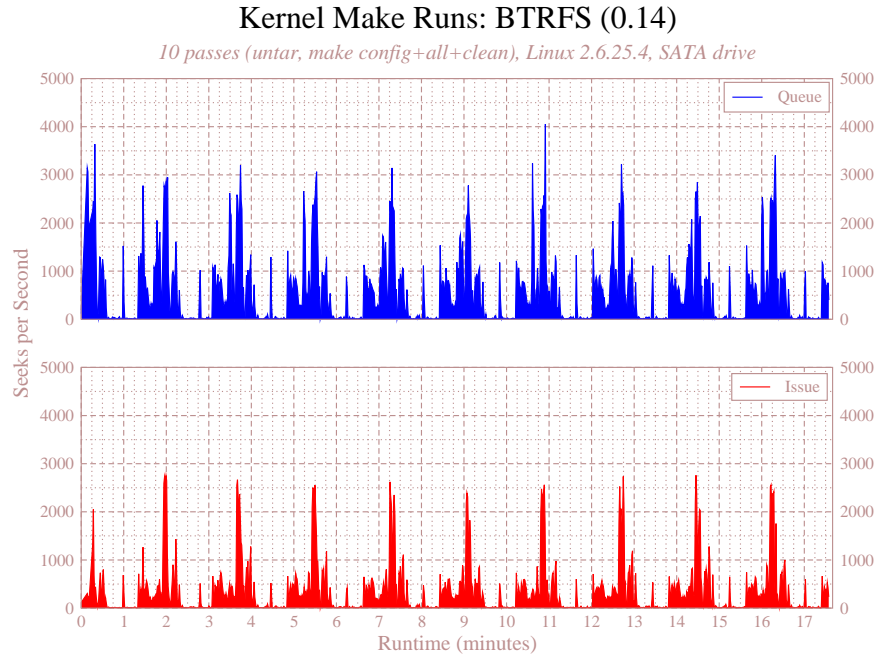 Kernel Make Runs: BTRFS (0.14)
10 passes (untar, make config+all+clean), Linux 2.6.25.4, SATA drive
5000 5000
Queue
4000 4000
3000 3000
2000 2000
1000 1000
0 0
Seeks per Second
5000 5000
Issue
4000 4000
3000 3000
2000 2000
1000 1000
0 0
0 1 2 3 4 5 6 7 8 9 10 11 12 13 14 15 16 17
Runtime (minutes)